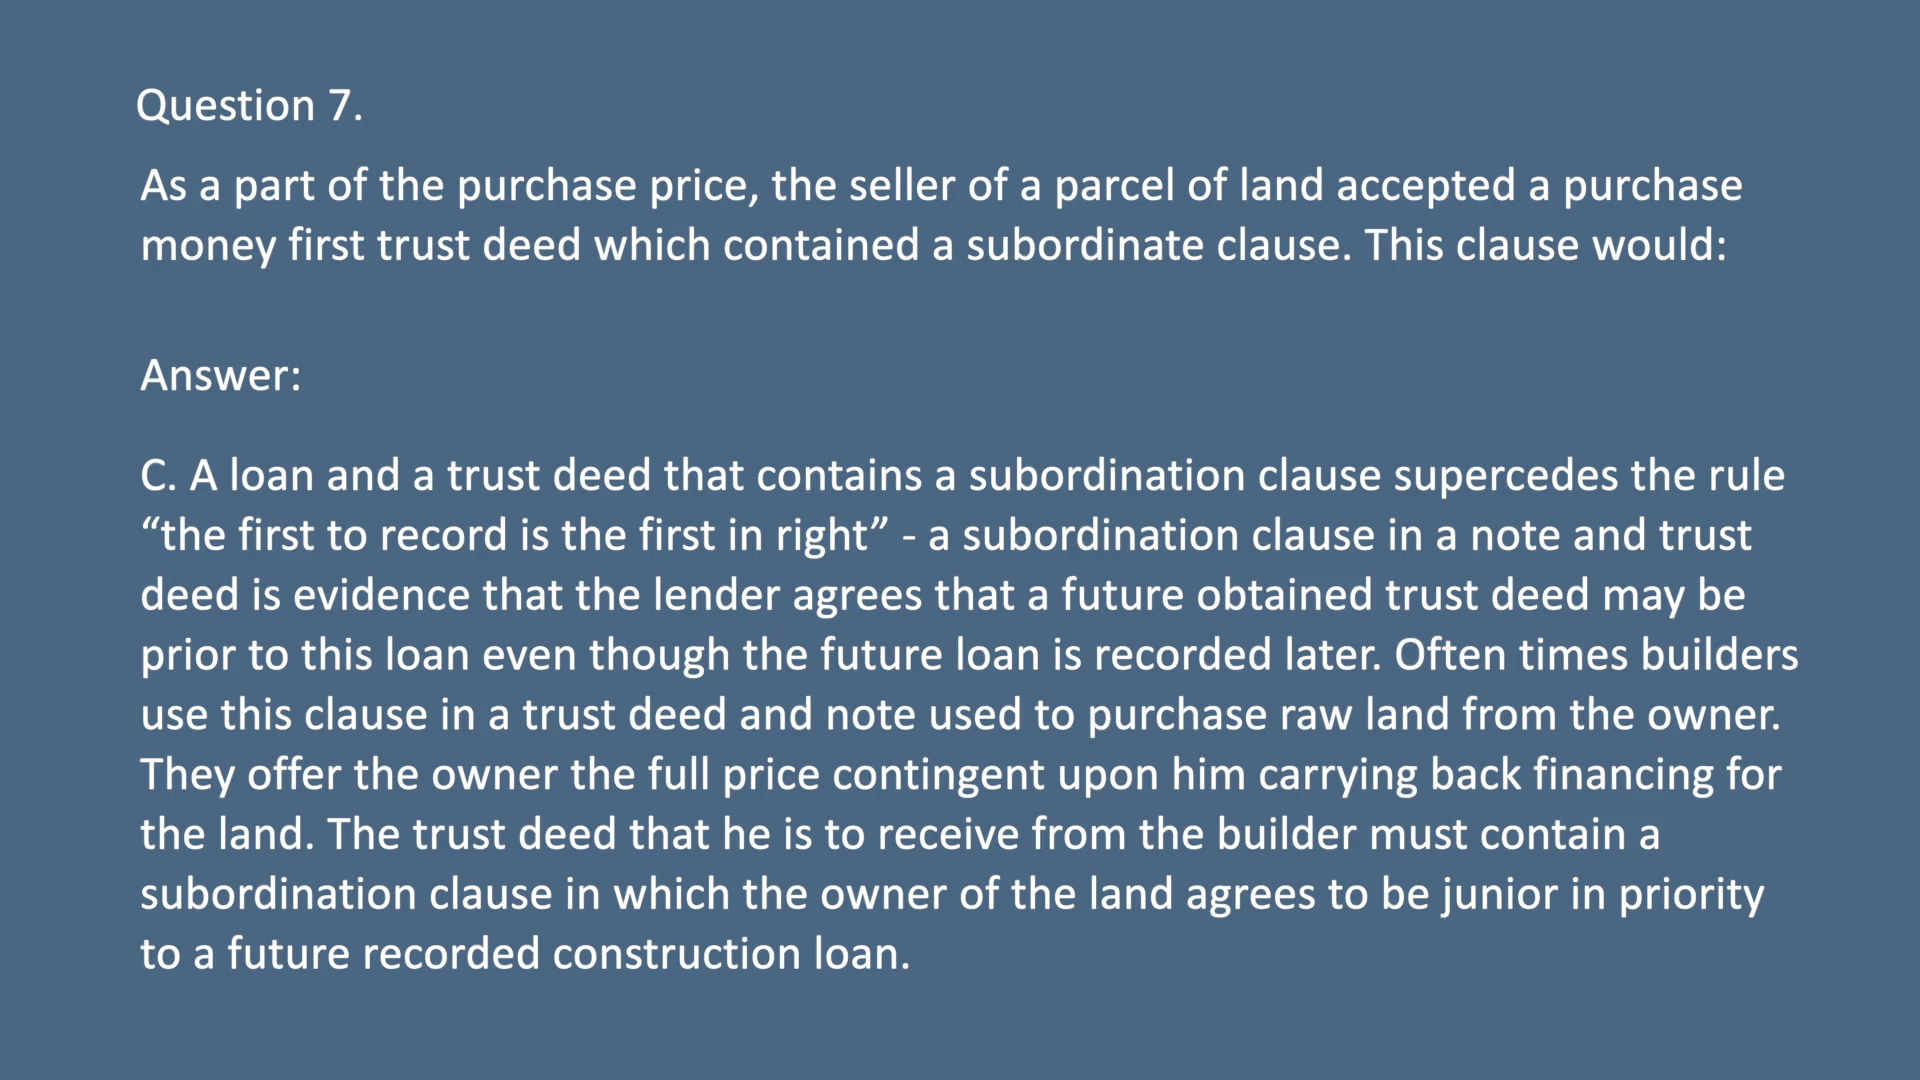 Question 7.
As a part of the purchase price, the seller of a parcel of land accepted a purchase
money first trust deed which contained a subordinate clause. This clause would:
Answer:
C. A loan and a trust deed that contains a subordination clause supercedes the rule
“the first to record is the first in right” - a subordination clause in a note and trust
deed is evidence that the lender agrees that a future obtained trust deed may be
prior to this loan even though the future loan is recorded later. Often times builders
use this clause in a trust deed and note used to purchase raw land from the owner.
They offer the owner the full price contingent upon him carrying back financing for
the land. The trust deed that he is to receive from the builder must contain a
subordination clause in which the owner of the land agrees to be junior in priority
to a future recorded construction loan.